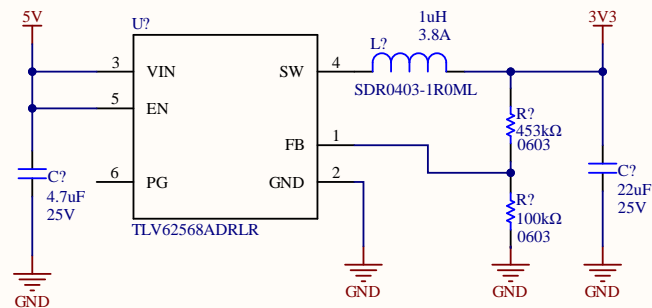 5V
U?
1uH
3.8A
3V3
L?
3
VIN
SW
4
SDR0403-1R0ML
5
EN
R?
453kΩ
0603
FB
1
C?
4.7uF
25V
6
PG
GND
2
C?
22uF
25V
R?
100kΩ
0603
TLV62568ADRLR
GND
GND
GND
GND